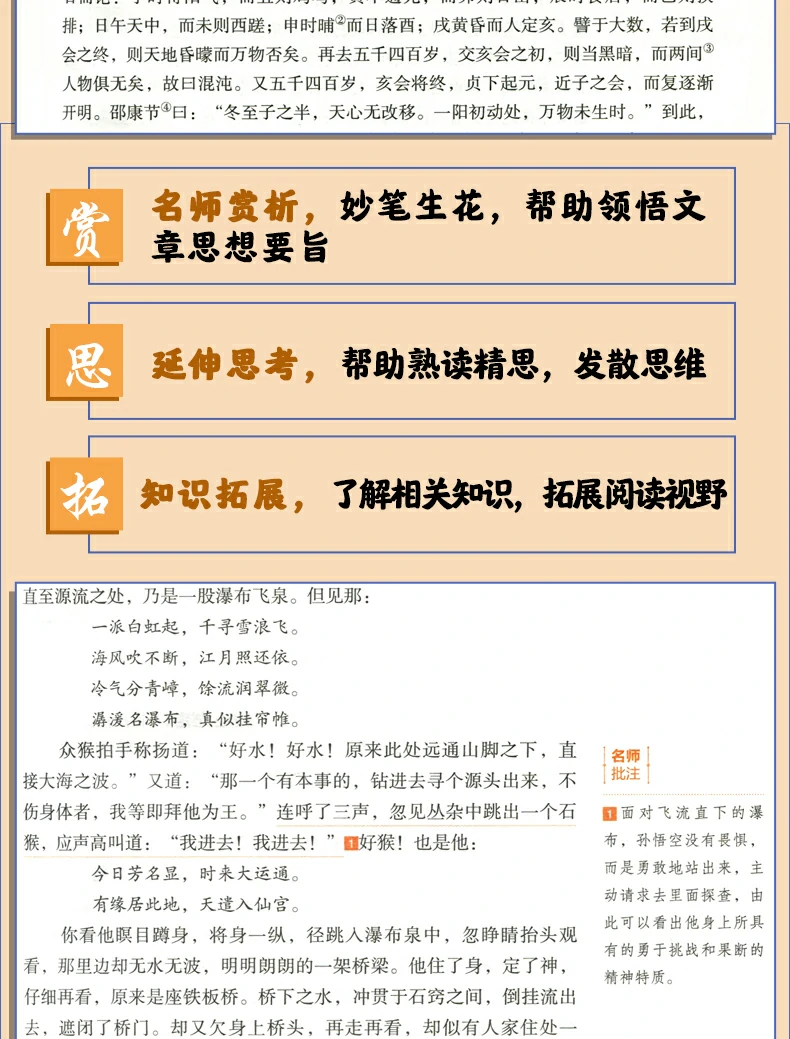 排；日午天中，而未则西蹉；申时晡②而日落酉；戌黄昏而人定亥。譬于大数，若到戌
会之终，则天地昏曚而万物否矣。再去五千四百岁，交亥会之初，则当黑暗，而两间③
人物俱无矣，故曰混沌。又五千四百岁，亥会将终，贞下起元，近子之会，而复逐渐
开明。邵康节④曰：“冬至子之半，天心无改移。一阳初动处，万物未生时。”到此，
赏
名师赏析，妙笔生花，帮助领悟文
章思想要旨
思
延伸思考，帮助熟读精思，发散思维
拓
知识拓展，了解相关知识，拓展阅读视野
直至源流之处，乃是一股瀑布飞泉。但见那：
一派白虹起，千寻雪浪飞。
海风吹不断，江月照还依。
冷气分青嶂，馀流润翠微。
潺湲名瀑布，真似挂帘帷。
众猴拍手称扬道：“好水！好水！原来此处远通山脚之下，直
接大海之波。”又道：“那一个有本事的，钻进去寻个源头出来，不
伤身体者，我等即拜他为王。”连呼了三声，忽见丛杂中跳出一个石
猴，应声高叫道：“我进去！我进去！”1好猴！也是他：
今日芳名显，时来大运通。
有缘居此地，天遣入仙宫。
你看他瞑目蹲身，将身一纵，径跳入瀑布泉中，忽睁睛抬头观
看，那里边却无水无波，明明朗朗的一架桥梁。他住了身，定了神，
仔细再看，原来是座铁板桥。桥下之水，冲贯于石窍之间，倒挂流出
去，遮闭了桥门。却又欠身上桥头，再走再看，却似有人家住处一
名师
批注
1面对飞流直下的瀑
布，孙悟空没有畏惧，
而是勇敢地站出来，主
动请求去里面探查，由
此可以看出他身上所具
有的勇于挑战和果断的
精神特质。